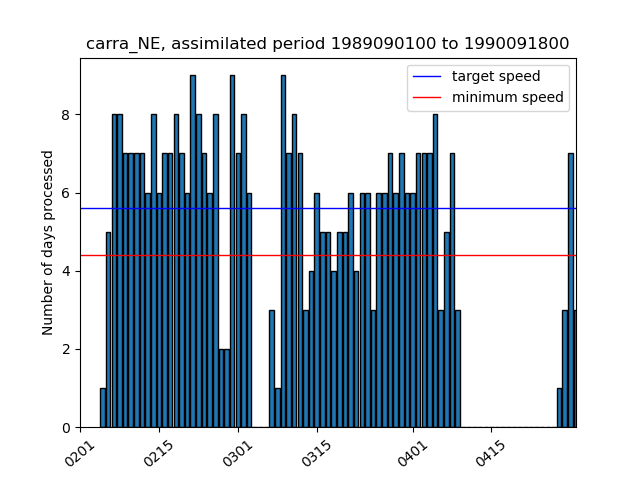 carra_NE, assimilated period 1989090100 to 1990091800
target speed
minimum speed
Number of days processed
8
6
4
2
0
0201
0215
0301
0315
0401
0415